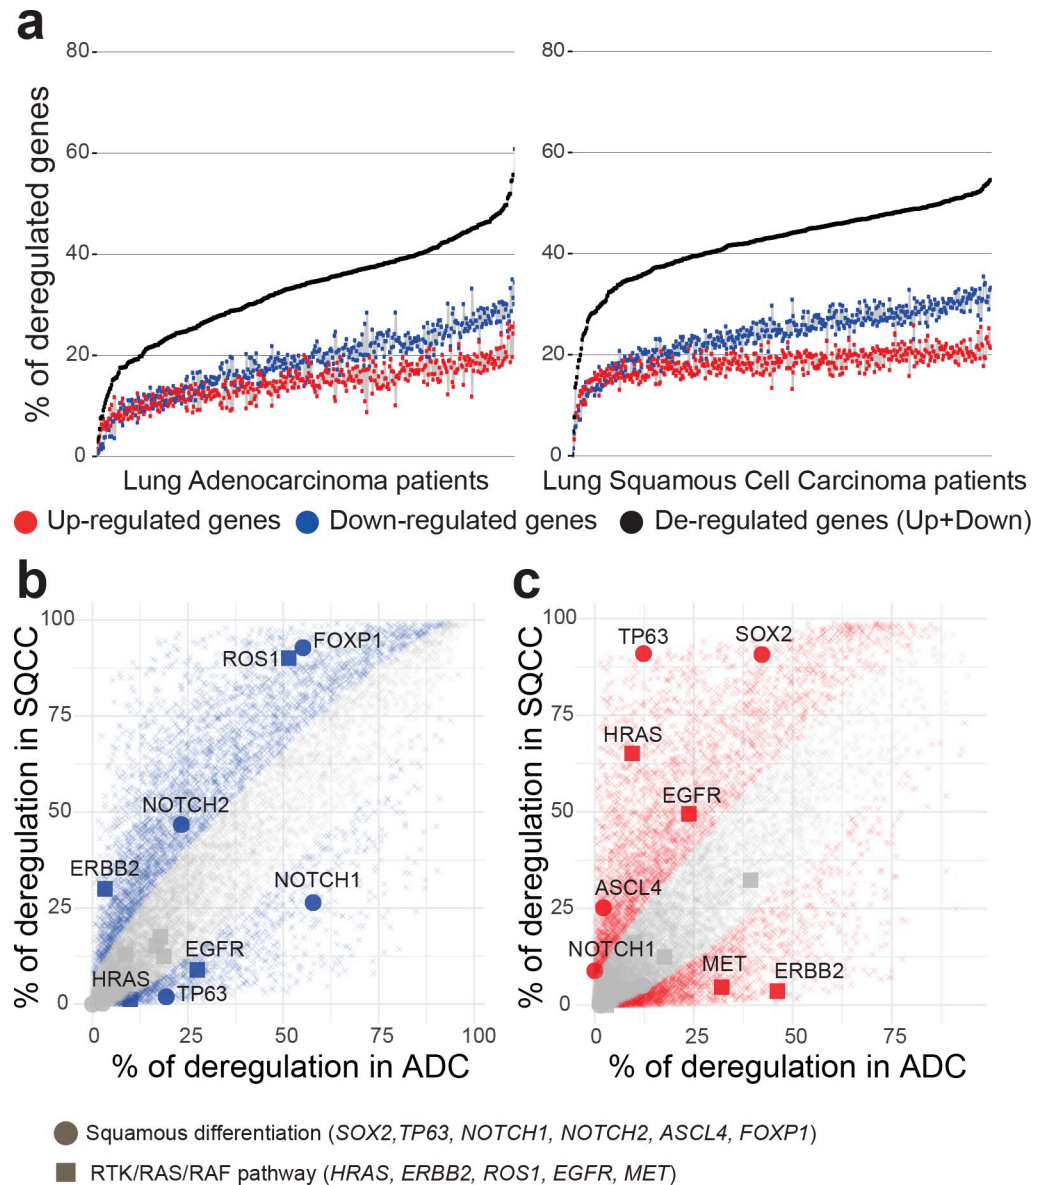 a
% of deregulated genes
80
60
40
20
0
80
60
40
20
0
Lung Adenocarcinoma patients
Lung Squamous Cell Carcinoma patients
Up-regulated genes Down-regulated genes De-regulated genes (Up+Down)
b
% of deregulation in SQCC
100
75
50
25
0
FOXP1
ROS1
NOTCH2
ERBB2
NOTCH1
EGFR
HRAS
TP63
0 25 50 75 100
% of deregulation in ADC
c
% of deregulation in SQCC
100
75
50
25
0
TP63
SOX2
HRAS
EGFR
ASCL4
NOTCH1
MET
ERBB2
0 25 50 75
% of deregulation in ADC
Squamous differentiation (SOX2,TP63, NOTCH1, NOTCH2, ASCL4, FOXP1)
RTK/RAS/RAF pathway (HRAS, ERBB2, ROS1, EGFR, MET)